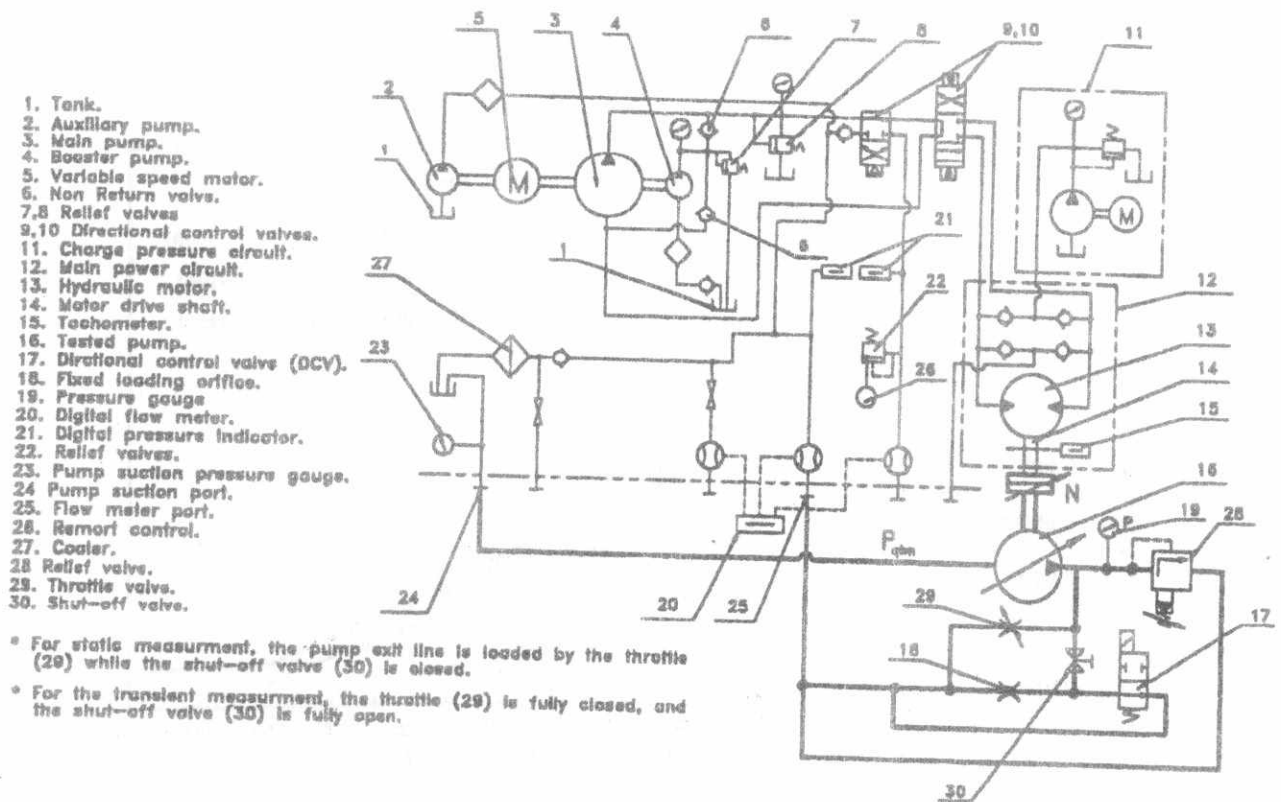 5
3
4
6
7
8
9,10
11
2
1
1. Tank.
2. Auxiliary pump.
3. Main pump.
4. Booster pump.
5. Variable speed motor.
6. Non Return valve.
7,8 Relief valves
9,10 Directional control valves.
11. Charge pressure circuit.
12. Main power circuit.
13. Hydraulic motor.
14. Motor drive shaft.
15. Tachometer.
16. Tested pump.
17. Dirctional control valve (DCV).
18. Fixed loading orifice.
19. Pressure gauge
20. Digital flow meter.
21. Digital pressure indicator.
22. Relief valves.
23. Pump suction pressure gauge.
24 Pump suction port.
25. Flow meter port.
26. Remort control.
27. Cooler.
28 Relief valve.
29. Throttle valve.
30. Shut-off valve.
M
M
27
1
6
21
22
12
23
26
13
14
15
N
16
19
P
28
24
20
25
29
18
17
30
* For static measurment, the pump exit line is loaded by the throttle
(29) while the shut-off valve (30) is closed.
* For the transient measurment, the throttle (29) is fully closed, and
the shut-off valve (30) is fully open.